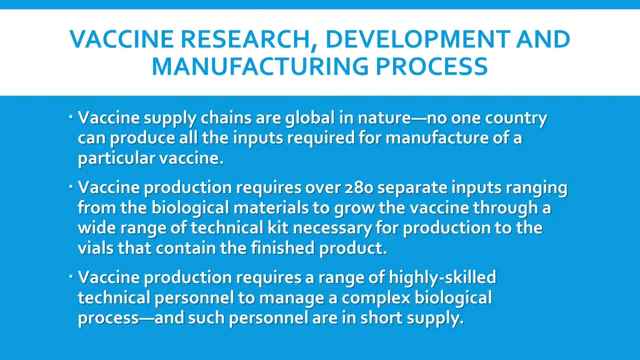 VACCINE RESEARCH, DEVELOPMENT AND
MANUFACTURING PROCESS
▪ Vaccine supply chains are global in nature—no one country
can produce all the inputs required for manufacture of a
particular vaccine.
▪ Vaccine production requires over 280 separate inputs ranging
from the biological materials to grow the vaccine through a
wide range of technical kit necessary for production to the
vials that contain the finished product.
▪ Vaccine production requires a range of highly-skilled
technical personnel to manage a complex biological
process—and such personnel are in short supply.